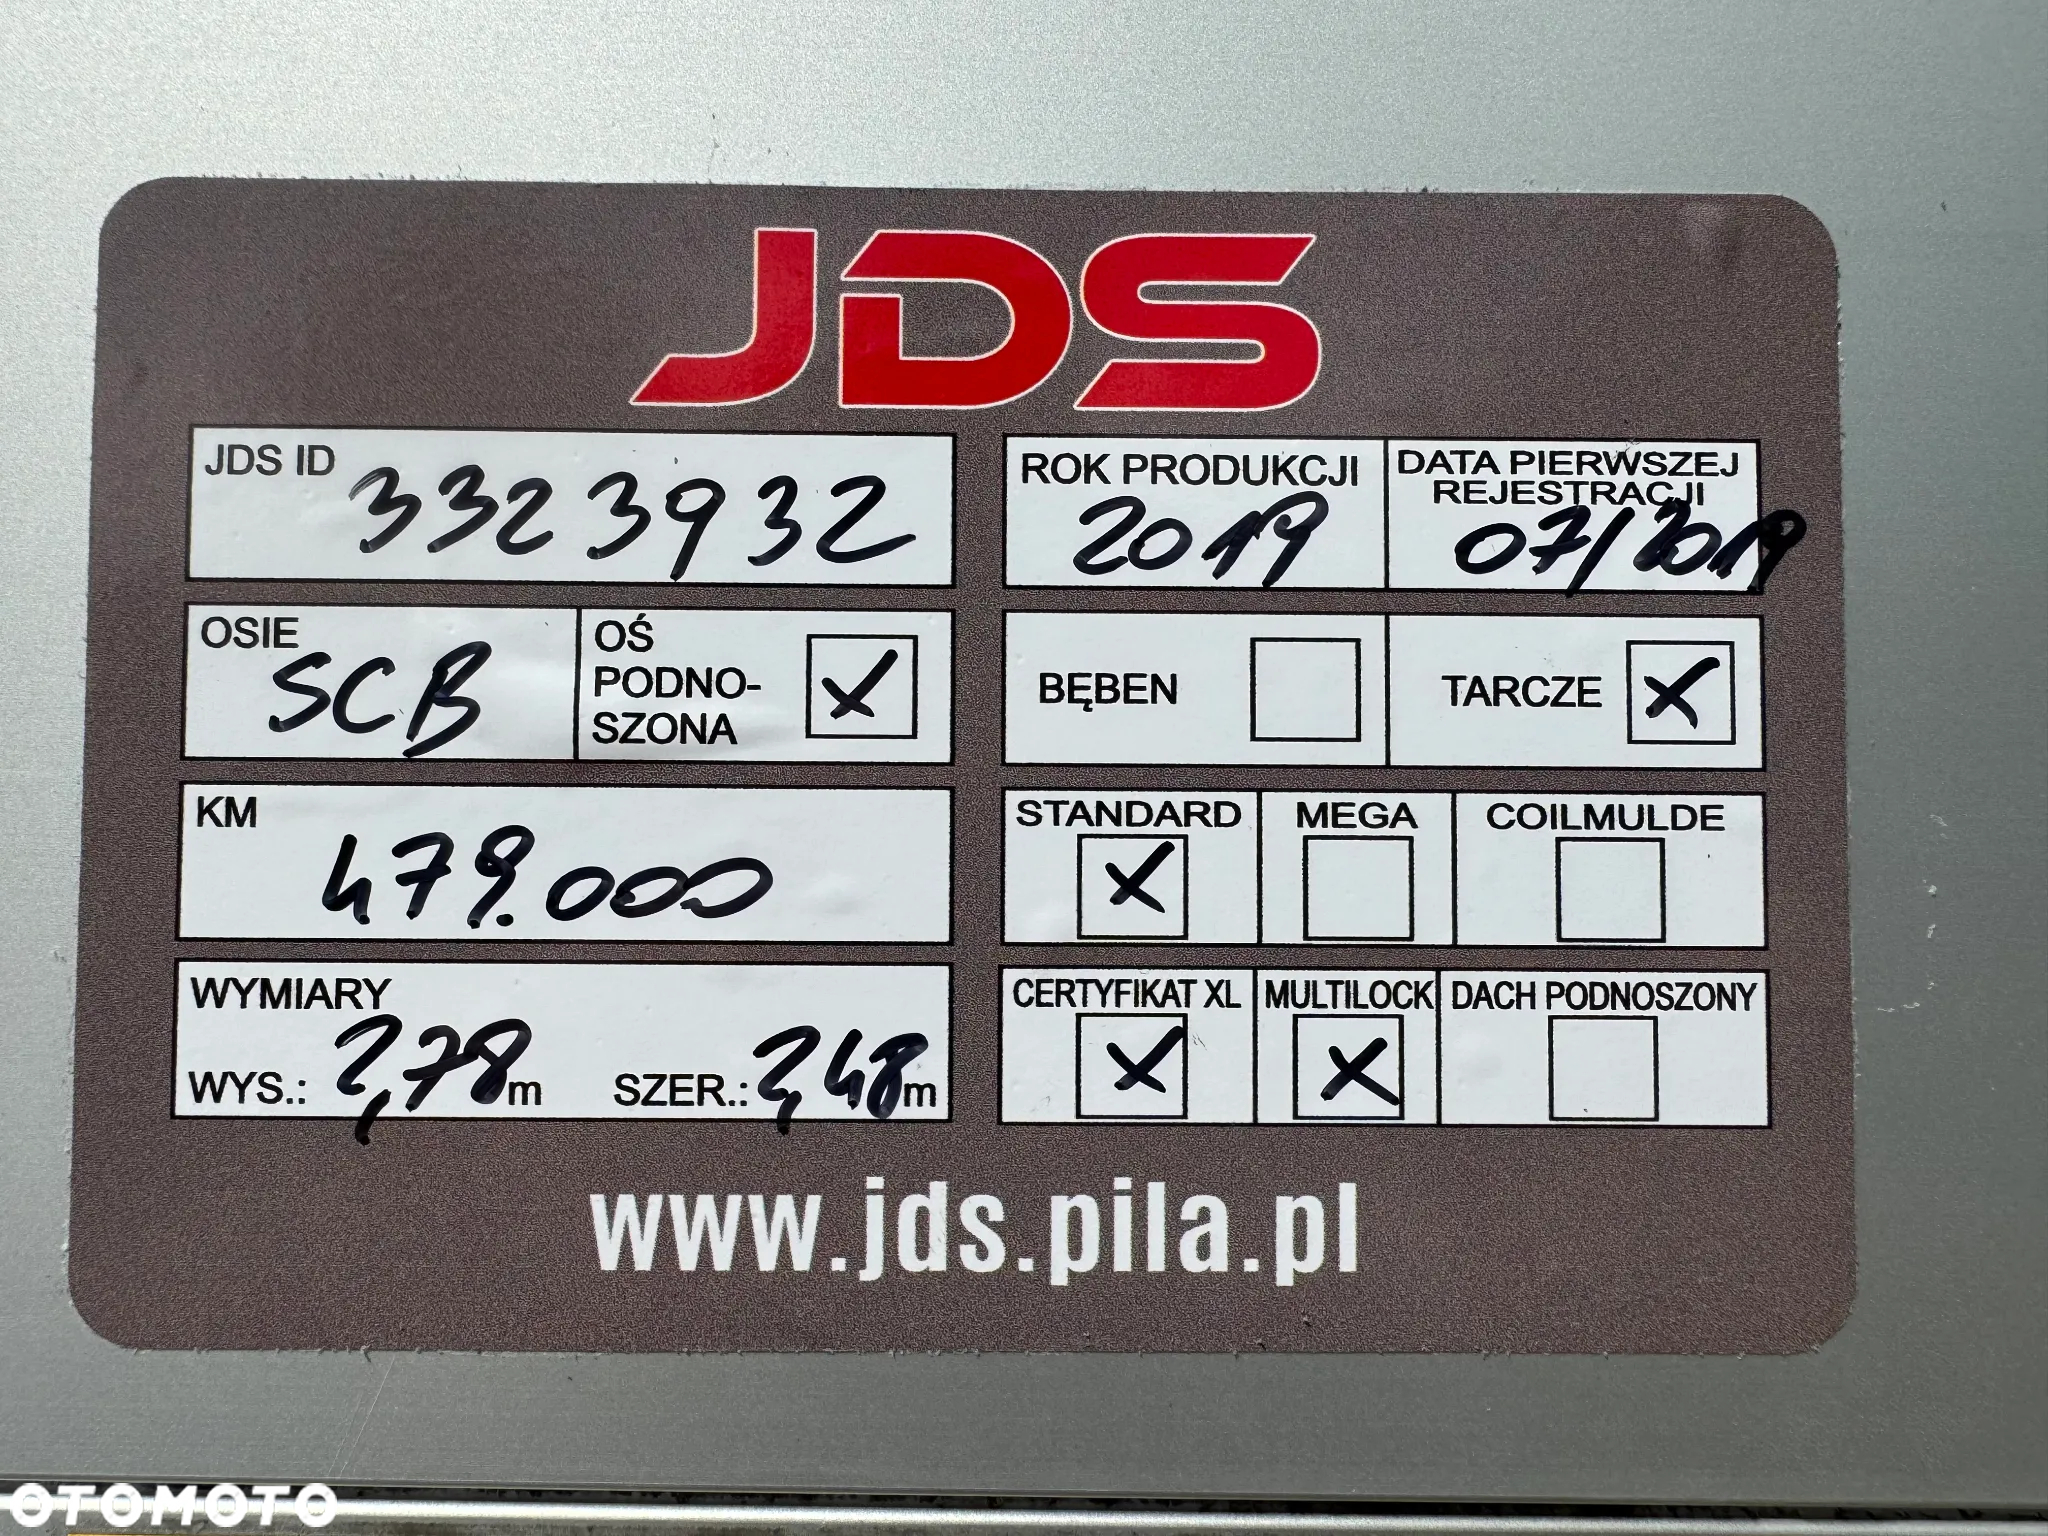 JDS
JDS ID 3323932
ROK PRODUKCJI
2019
DATA PIERWSZEJ
REJESTRACJI
07/2019
OSIE
SCB
OŚ
PODNO-
SZONA X
BĘBEN
TARCZE X
KM
479.000
STANDARD
X
MEGA
COILMULDE
WYMIARY
WYS.: 2,78 m SZER.: 2,48 m
CERTYFIKAT XL
X
MULTILOCK
X
DACH PODNOSZONY
www.jds.pila.pl
OTOMOTO